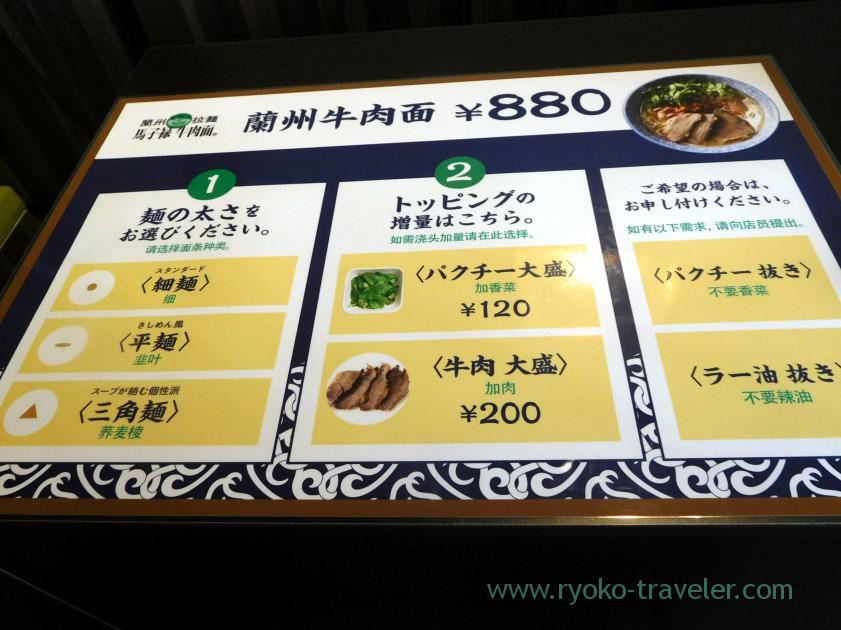 蘭州 拉麵
馬子禄 牛肉面
蘭州牛肉面 ¥880
1
麺の太さを
お選びください。
请选择面条种类。
スタンダード
〈細麺〉
细
きしめん風
〈平麺〉
韭叶
スープが絡む個性派
〈三角麺〉
荞麦棱
2
トッピングの
増量はこちら。
如需浇头加量请在此选择。
〈パクチー大盛〉
加香菜
¥120
〈牛肉 大盛〉
加肉
¥200
ご希望の場合は、
お申し付けください。
如有以下需求，请向店员提出。
〈パクチー 抜き〉
不要香菜
〈ラー油 抜き〉
不要辣油
www.ryoko-traveler.com